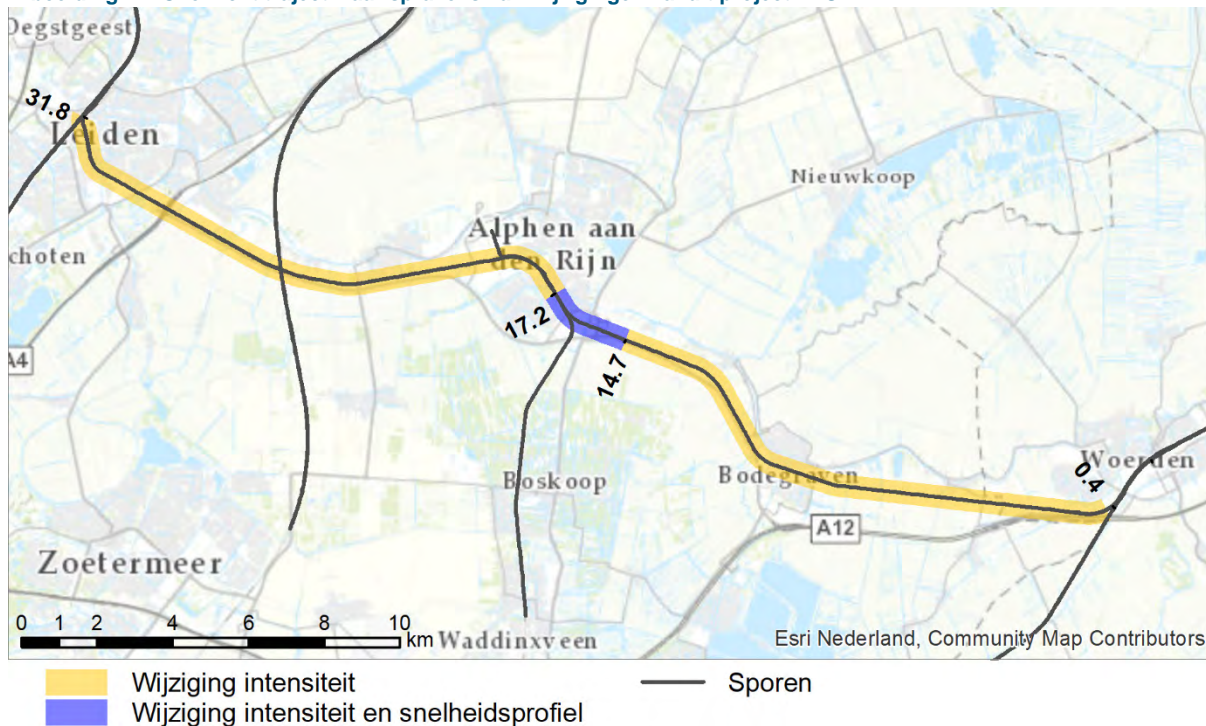 Oegstgeest
31.8
Leiden
Nieuwkoop
Alphen aan
den Rijn
choten
17.2
A4
14.7
Woerden
0.4
Boskoop
Bodegraven
A12
Zoetermeer
0 1 2 4 6 8 10
km
Waddinxveen
Esri Nederland, Community Map Contributors
Wijziging intensiteit
Sporen
Wijziging intensiteit en snelheidsprofiel